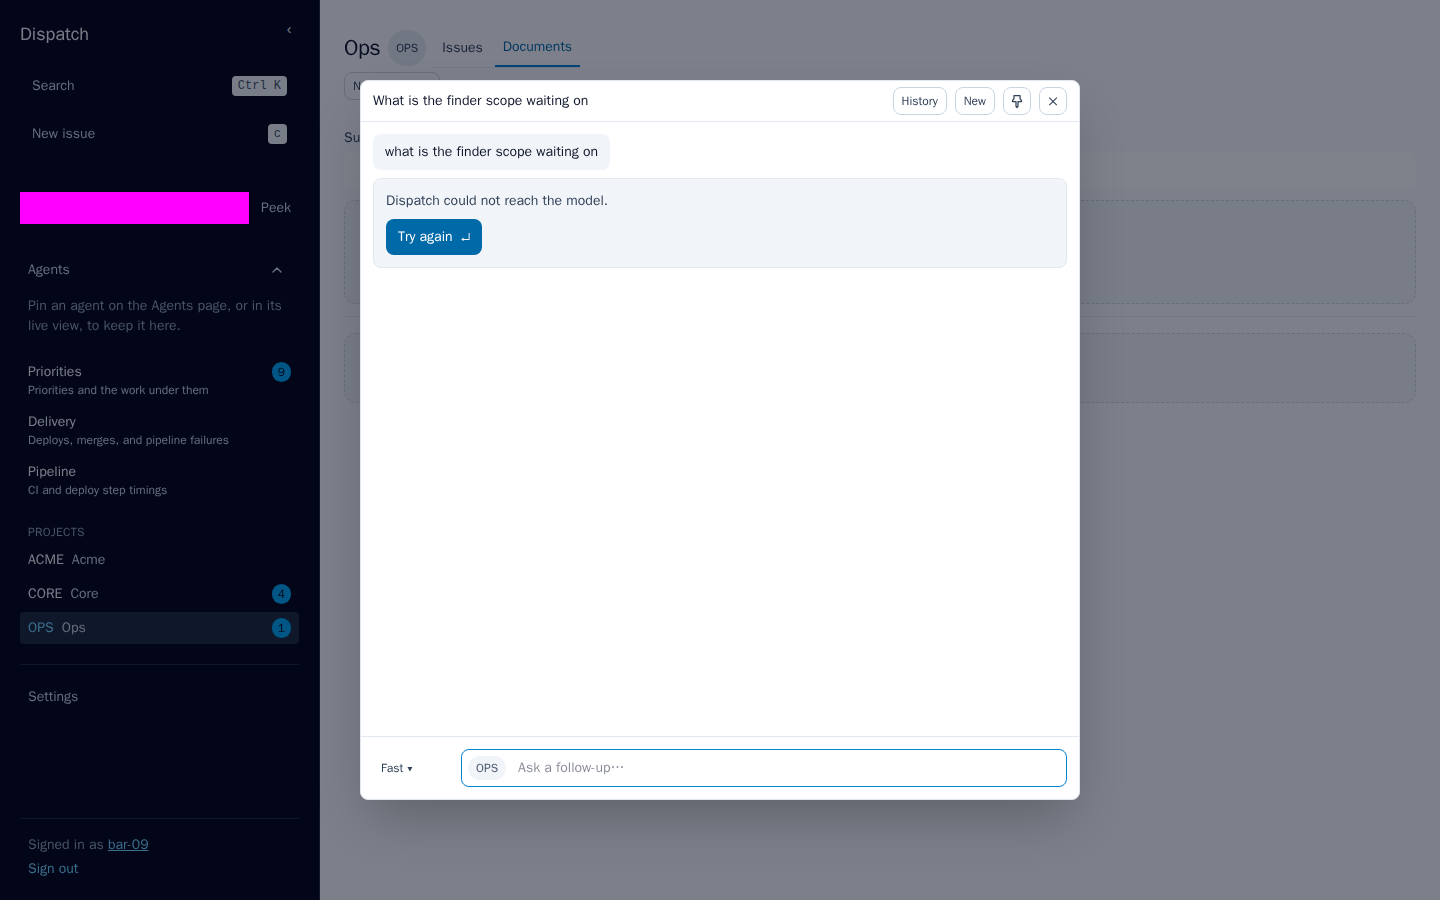 Dispatch
Search
Ctrl K
New issue
C
Peek
Agents
Pin an agent on the Agents page, or in its
live view, to keep it here.
Priorities
9
Priorities and the work under them
Delivery
Deploys, merges, and pipeline failures
Pipeline
CI and deploy step timings
PROJECTS
ACME Acme
CORE Core
4
OPS Ops
1
Settings
Signed in as bar-09
Sign out
Ops
OPS
Issues
Documents
What is the finder scope waiting on
History
New
what is the finder scope waiting on
Dispatch could not reach the model.
Try again
Fast
OPS
Ask a follow-up…